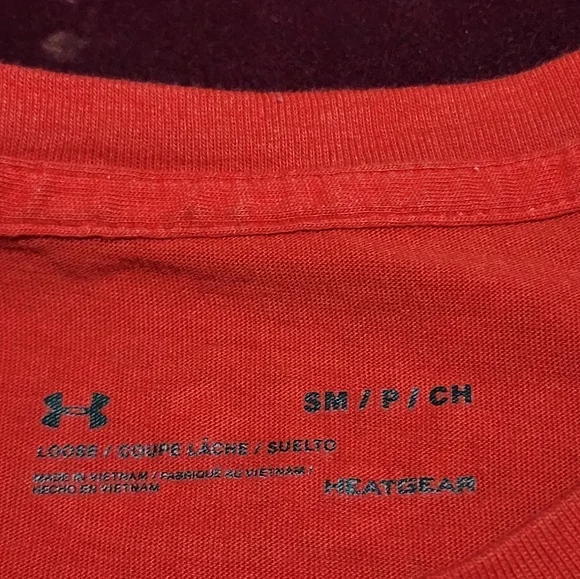 SM / P / CH
LOOSE / COUPE LÂCHE / SUELTO
MADE IN VIETNAM / FABRIQUÉ AU VIETNAM /
HECHO EN VIETNAM
HEATGEAR